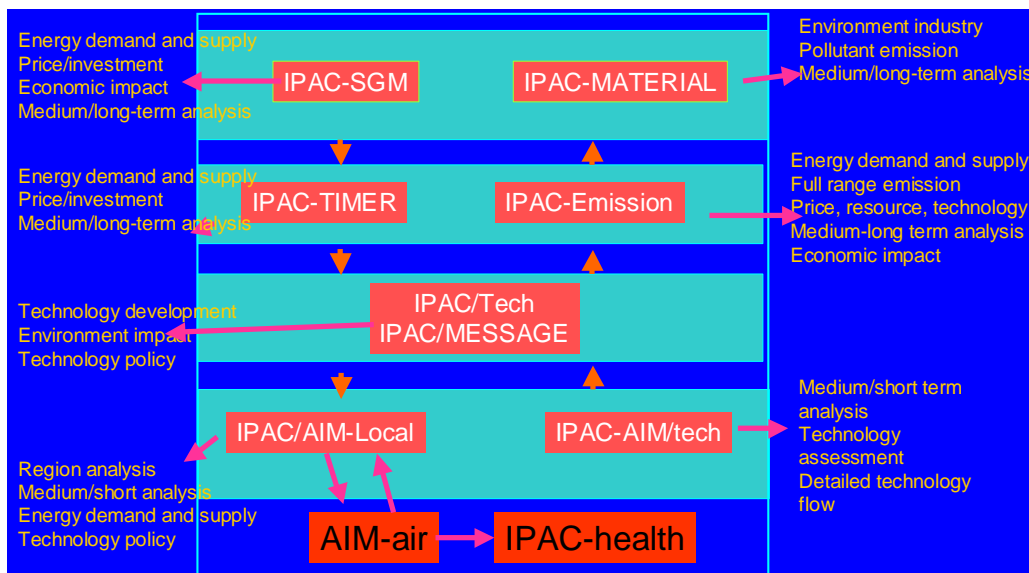 Energy demand and supply
Price/investment
Economic impact
Medium/long-term analysis
IPAC-SGM
IPAC-MATERIAL
Environment industry
Pollutant emission
Medium/long-term analysis
Energy demand and supply
Price/investment
Medium/long-term analysis
IPAC-TIMER
IPAC-Emission
Energy demand and supply
Full range emission
Price, resource, technology
Medium-long term analysis
Economic impact
Technology development
Environment impact
Technology policy
IPAC/Tech
IPAC/MESSAGE
IPAC/AIM-Local
IPAC-AIM/tech
Medium/short term
analysis
Technology
assessment
Detailed technology
flow
Region analysis
Medium/short analysis
Energy demand and supply
Technology policy
AIM-air
IPAC-health